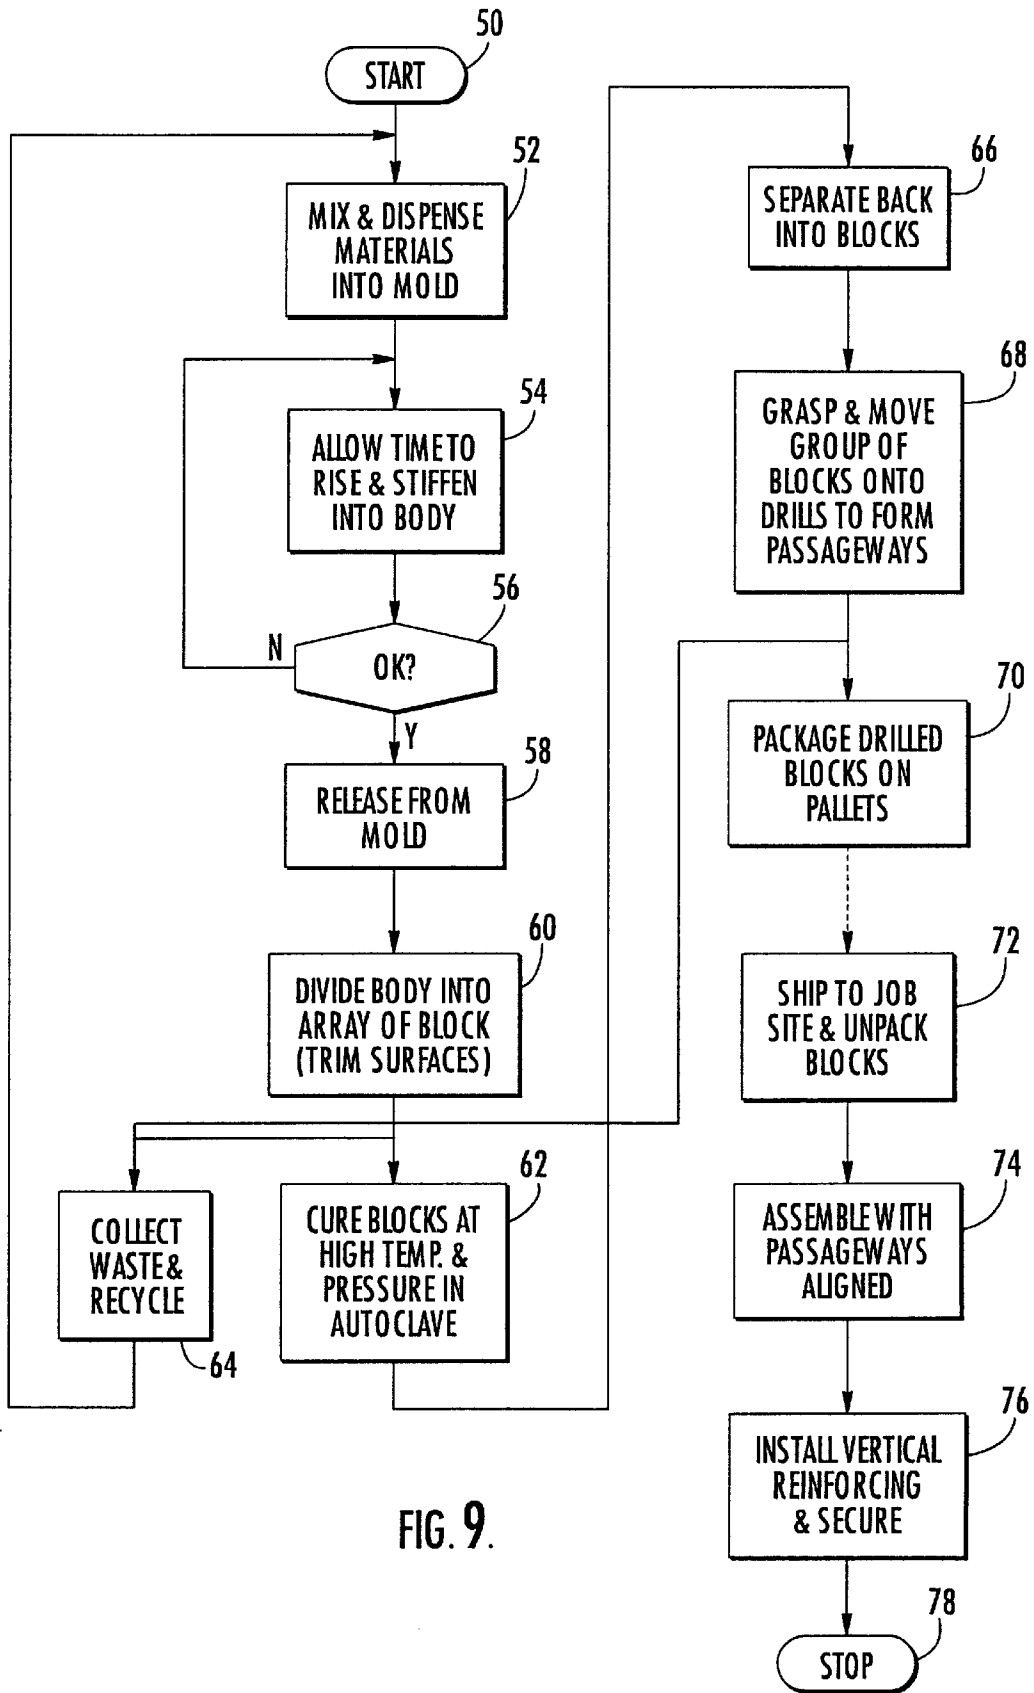 50
START
52
MIX & DISPENSE
MATERIALS
INTO MOLD
54
ALLOW TIME TO
RISE & STIFFEN
INTO BODY
56
N
OK?
Y
58
RELEASE FROM
MOLD
60
DIVIDE BODY INTO
ARRAY OF BLOCK
(TRIM SURFACES)
62
CURE BLOCKS AT
HIGH TEMP. &
PRESSURE IN
AUTOCLAVE
COLLECT
WASTE &
RECYCLE
64
66
SEPARATE BACK
INTO BLOCKS
68
GRASP & MOVE
GROUP OF
BLOCKS ONTO
DRILLS TO FORM
PASSAGEWAYS
70
PACKAGE DRILLED
BLOCKS ON
PALLETS
72
SHIP TO JOB
SITE & UNPACK
BLOCKS
74
ASSEMBLE WITH
PASSAGEWAYS
ALIGNED
76
INSTALL VERTICAL
REINFORCING
& SECURE
78
STOP
FIG. 9.